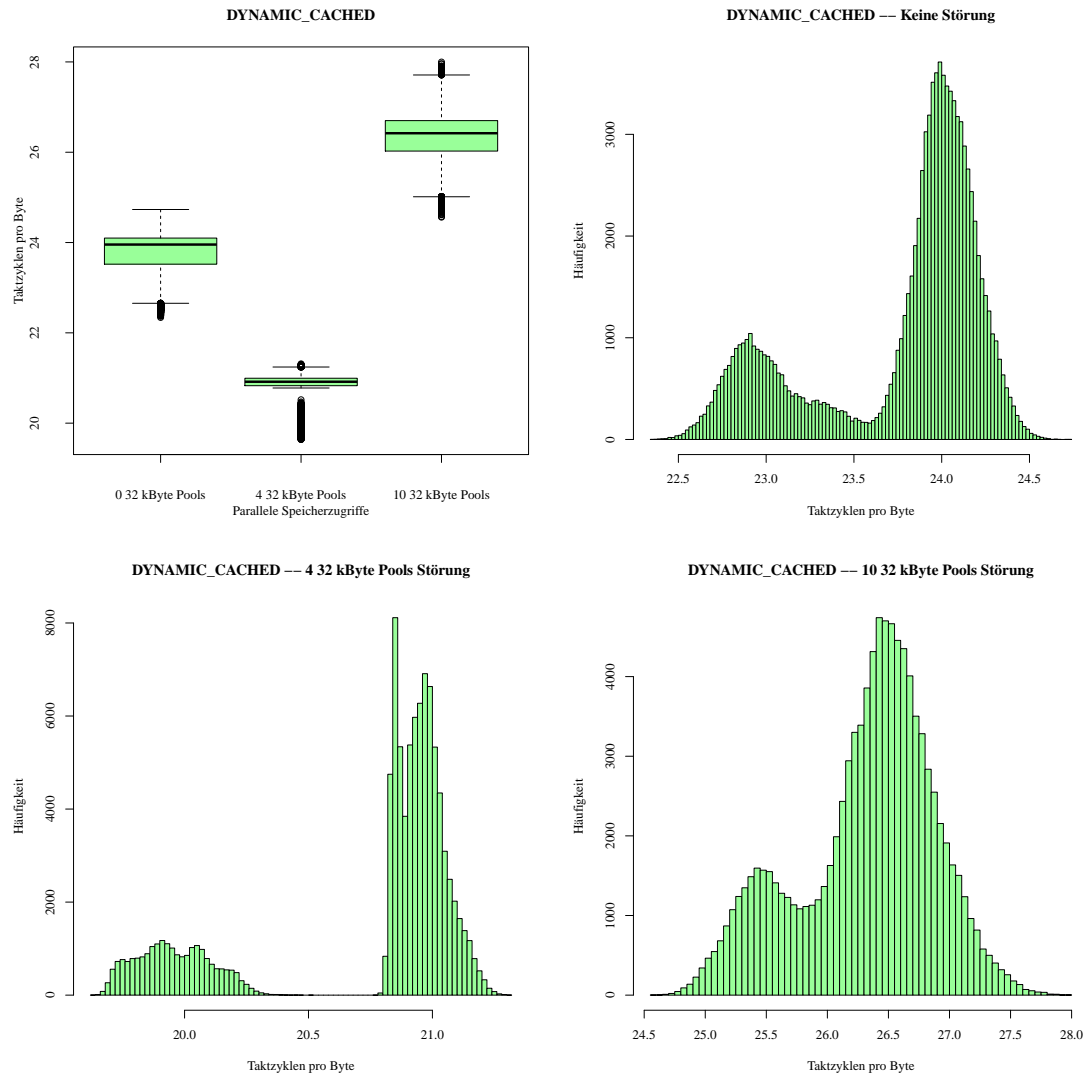 DYNAMIC_CACHED
Taktzyklen pro Byte
28
26
24
22
20
0 32 kByte Pools
4 32 kByte Pools
10 32 kByte Pools
Parallele Speicherzugriffe
DYNAMIC_CACHED −− Keine Störung
Häufigkeit
3000
2000
1000
0
22.5
23.0
23.5
24.0
24.5
Taktzyklen pro Byte
DYNAMIC_CACHED −− 4 32 kByte Pools Störung
Häufigkeit
8000
6000
4000
2000
0
20.0
20.5
21.0
Taktzyklen pro Byte
DYNAMIC_CACHED −− 10 32 kByte Pools Störung
Häufigkeit
4000
3000
2000
1000
0
24.5
25.0
25.5
26.0
26.5
27.0
27.5
28.0
Taktzyklen pro Byte